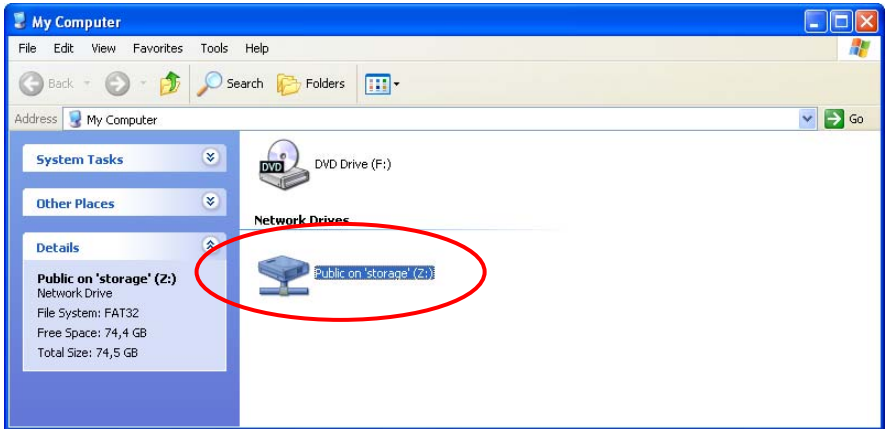 My Computer
File Edit View Favorites Tools Help
Back Search Folders
Address My Computer Go
System Tasks
Other Places
Details
Public on 'storage' (Z:)
Network Drive
File System: FAT32
Free Space: 74,4 GB
Total Size: 74,5 GB
DVD
DVD Drive (F:)
Network Drives
Public on 'storage' (Z:)